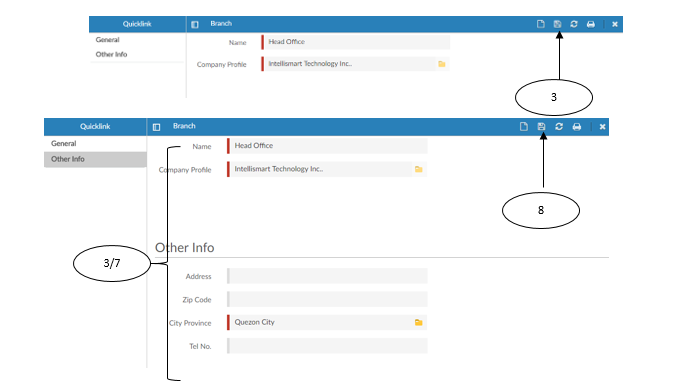 Quicklink Branch
General
Other Info
Name Head Office
Company Profile Intellismart Technology Inc..
3
Quicklink Branch
General
Other Info
Name Head Office
Company Profile Intellismart Technology Inc..
8
Other Info
3/7
Address
Zip Code
City Province Quezon City
Tel No.